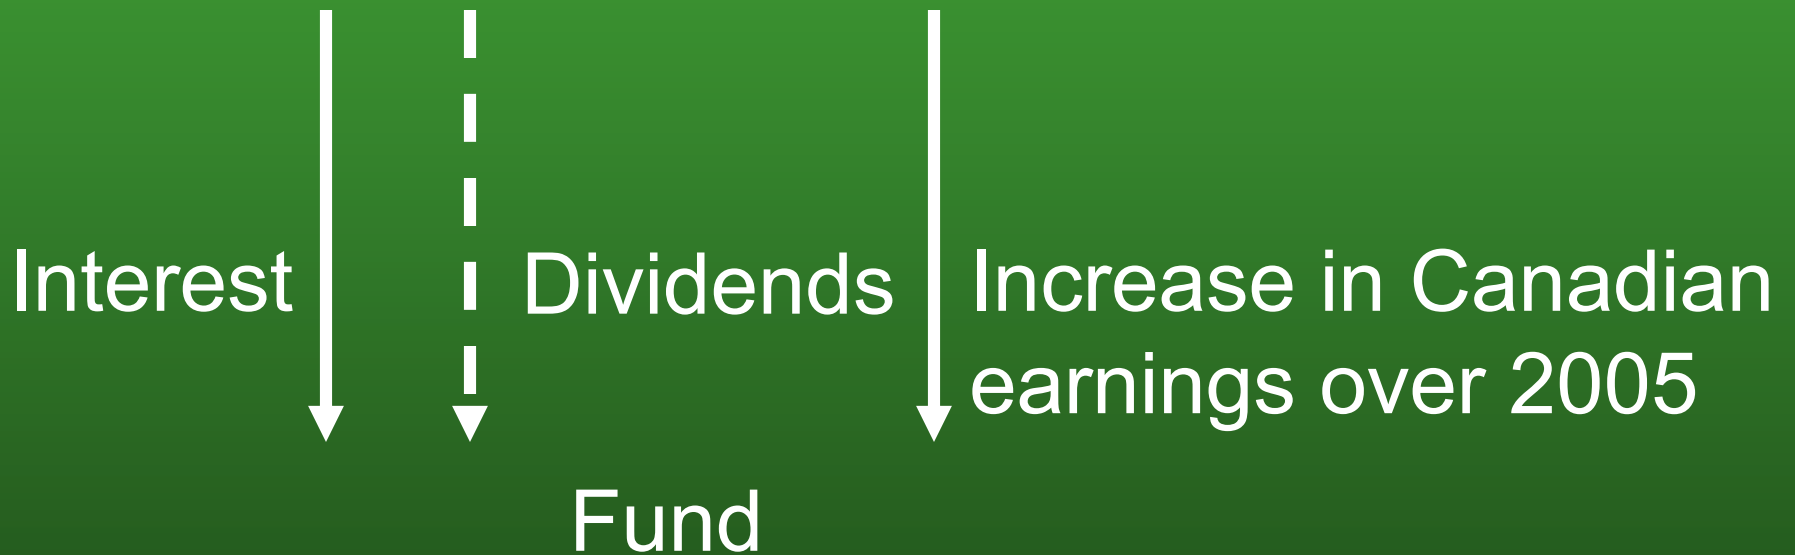 Interest
Dividends
Increase in Canadian
earnings over 2005
Fund